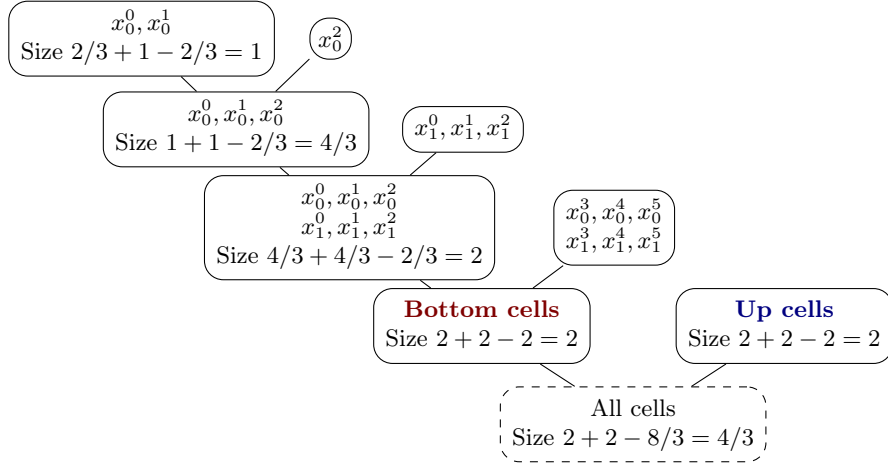 x_0^0, x_0^1
Size 2/3 + 1 − 2/3 = 1
x_0^2
x_0^0, x_0^1, x_0^2
Size 1 + 1 − 2/3 = 4/3
x_1^0, x_1^1, x_1^2
x_0^0, x_0^1, x_0^2
x_1^0, x_1^1, x_1^2
Size 4/3 + 4/3 − 2/3 = 2
x_0^3, x_0^4, x_0^5
x_1^3, x_1^4, x_1^5
Bottom cells
Size 2 + 2 − 2 = 2
Up cells
Size 2 + 2 − 2 = 2
All cells
Size 2 + 2 − 8/3 = 4/3